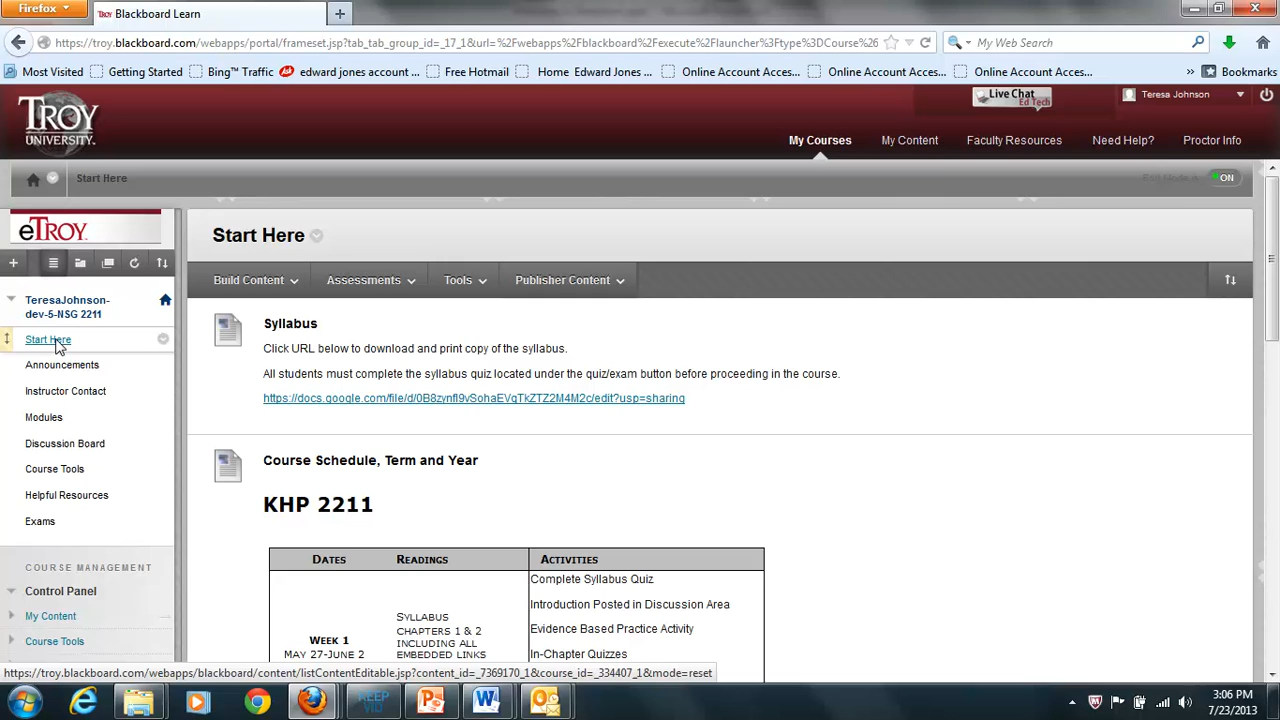 Firefox
Blackboard Learn
https://troy.blackboard.com/webapps/portal/frameset.jsp?tab_tab_group_id=_17_1&url=%2Fwebapps%2Fblackboard%2Fexecute%2Flauncher%3Ftype%3DCourse%26
My Web Search
Most Visited
Getting Started
Bing™ Traffic
edward jones account ...
Free Hotmail
Home Edward Jones ...
Online Account Acces...
Online Account Acces...
Online Account Acces...
»
Bookmarks
TROY
UNIVERSITY.
Live Chat
Ed Tech
Teresa Johnson
My Courses
My Content
Faculty Resources
Need Help?
Proctor Info
Start Here
ON
eTROY
Start Here
Build Content
Assessments
Tools
Publisher Content
TeresaJohnson-
dev-5-NSG 2211
Start Here
Announcements
Instructor Contact
Modules
Discussion Board
Course Tools
Helpful Resources
Exams
COURSE MANAGEMENT
Control Panel
My Content
Course Tools
Syllabus
Click URL below to download and print copy of the syllabus.
All students must complete the syllabus quiz located under the quiz/exam button before proceeding in the course.
https://docs.google.com/file/d/0B8zynfI9vSohaEVqTkZTZ2M4M2c/edit?usp=sharing
Course Schedule, Term and Year
KHP 2211
DATES READINGS ACTIVITIES
WEEK 1
MAY 27-JUNE 2
SYLLABUS
CHAPTERS 1 & 2
INCLUDING ALL
EMBEDDED LINKS
Complete Syllabus Quiz
Introduction Posted in Discussion Area
Evidence Based Practice Activity
In-Chapter Quizzes
https://troy.blackboard.com/webapps/blackboard/content/listContentEditable.jsp?content_id=_7369170_1&course_id=_334407_1&mode=reset
KEEP
VID
3:06 PM
7/23/2013